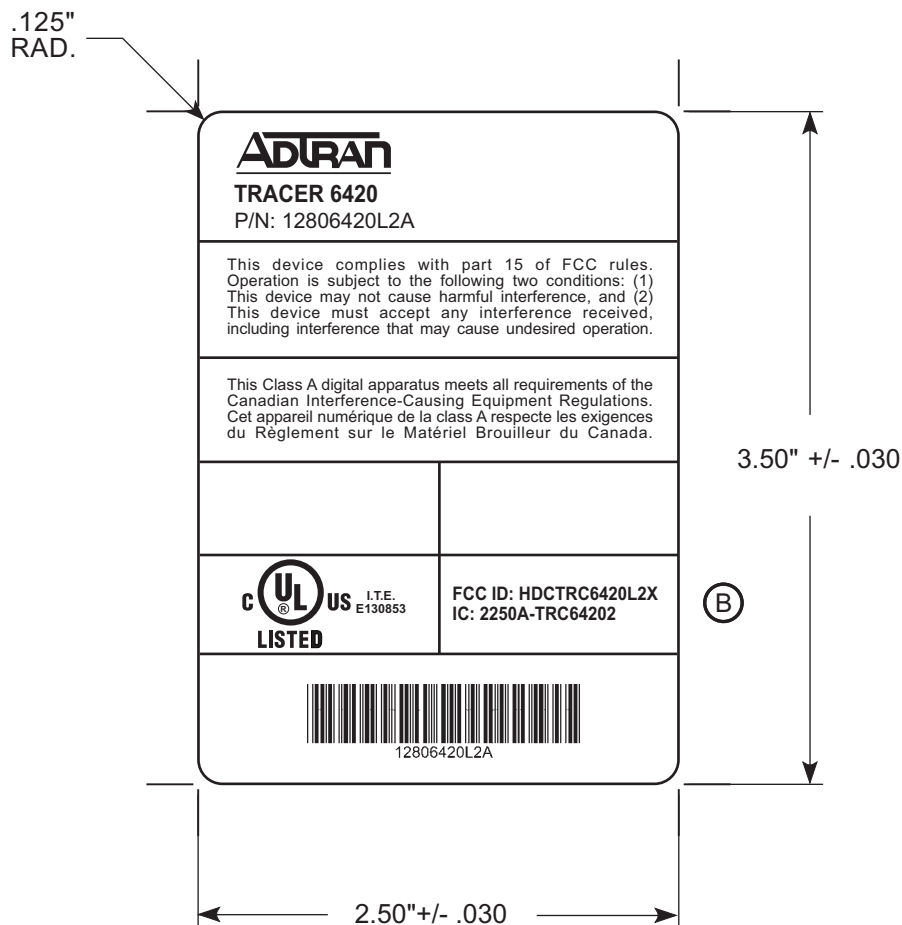 .125"
RAD.
ADTRAN
TRACER 6420
P/N: 12806420L2A
This device complies with part 15 of FCC rules.
Operation is subject to the following two conditions: (1)
This device may not cause harmful interference, and (2)
This device must accept any interference received,
including interference that may cause undesired operation.
This Class A digital apparatus meets all requirements of the
Canadian Interference-Causing Equipment Regulations.
Cet appareil numérique de la class A respecte les exigences
du Règlement sur le Matériel Brouilleur du Canada.
3.50" +/- .030
C UL ® US I.T.E.
E130853
LISTED
FCC ID: HDCTRC6420L2X
IC: 2250A-TRC64202
B
12806420L2A
2.50"+/- .030